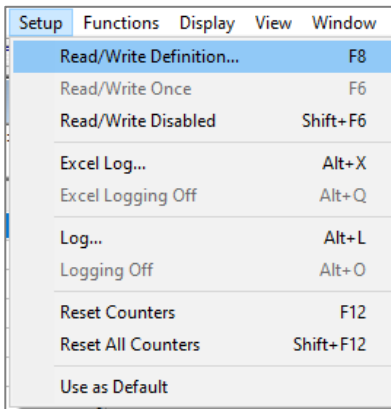 Setup Functions Display View Window
Read/Write Definition... F8
Read/Write Once F6
Read/Write Disabled Shift+F6
Excel Log... Alt+X
Excel Logging Off Alt+Q
Log... Alt+L
Logging Off Alt+O
Reset Counters F12
Reset All Counters Shift+F12
Use as Default